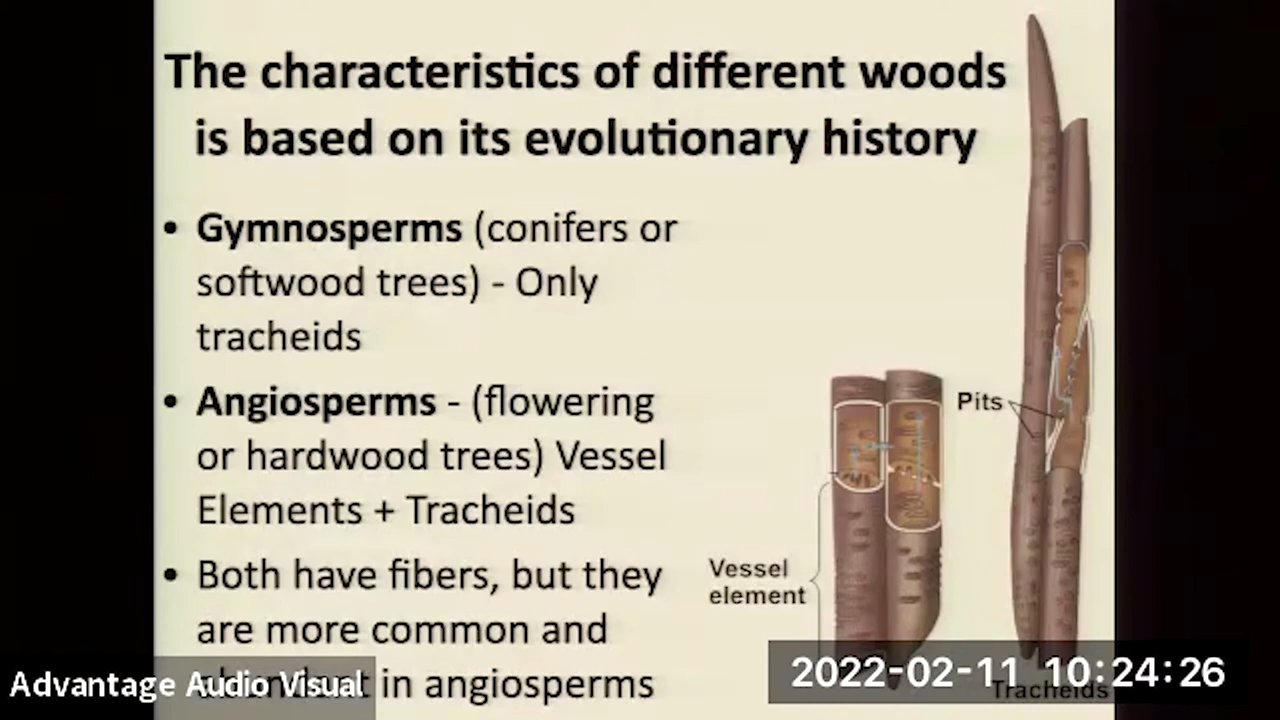 The characteristics of different woods
is based on its evolutionary history
• Gymnosperms (conifers or
softwood trees) - Only
tracheids
• Angiosperms - (flowering
or hardwood trees) Vessel
Elements + Tracheids
• Both have fibers, but they
are more common and
in angiosperms
Pits
Vessel
element
Tracheids
Advantage Audio Visual
2022-02-11 10:24:26